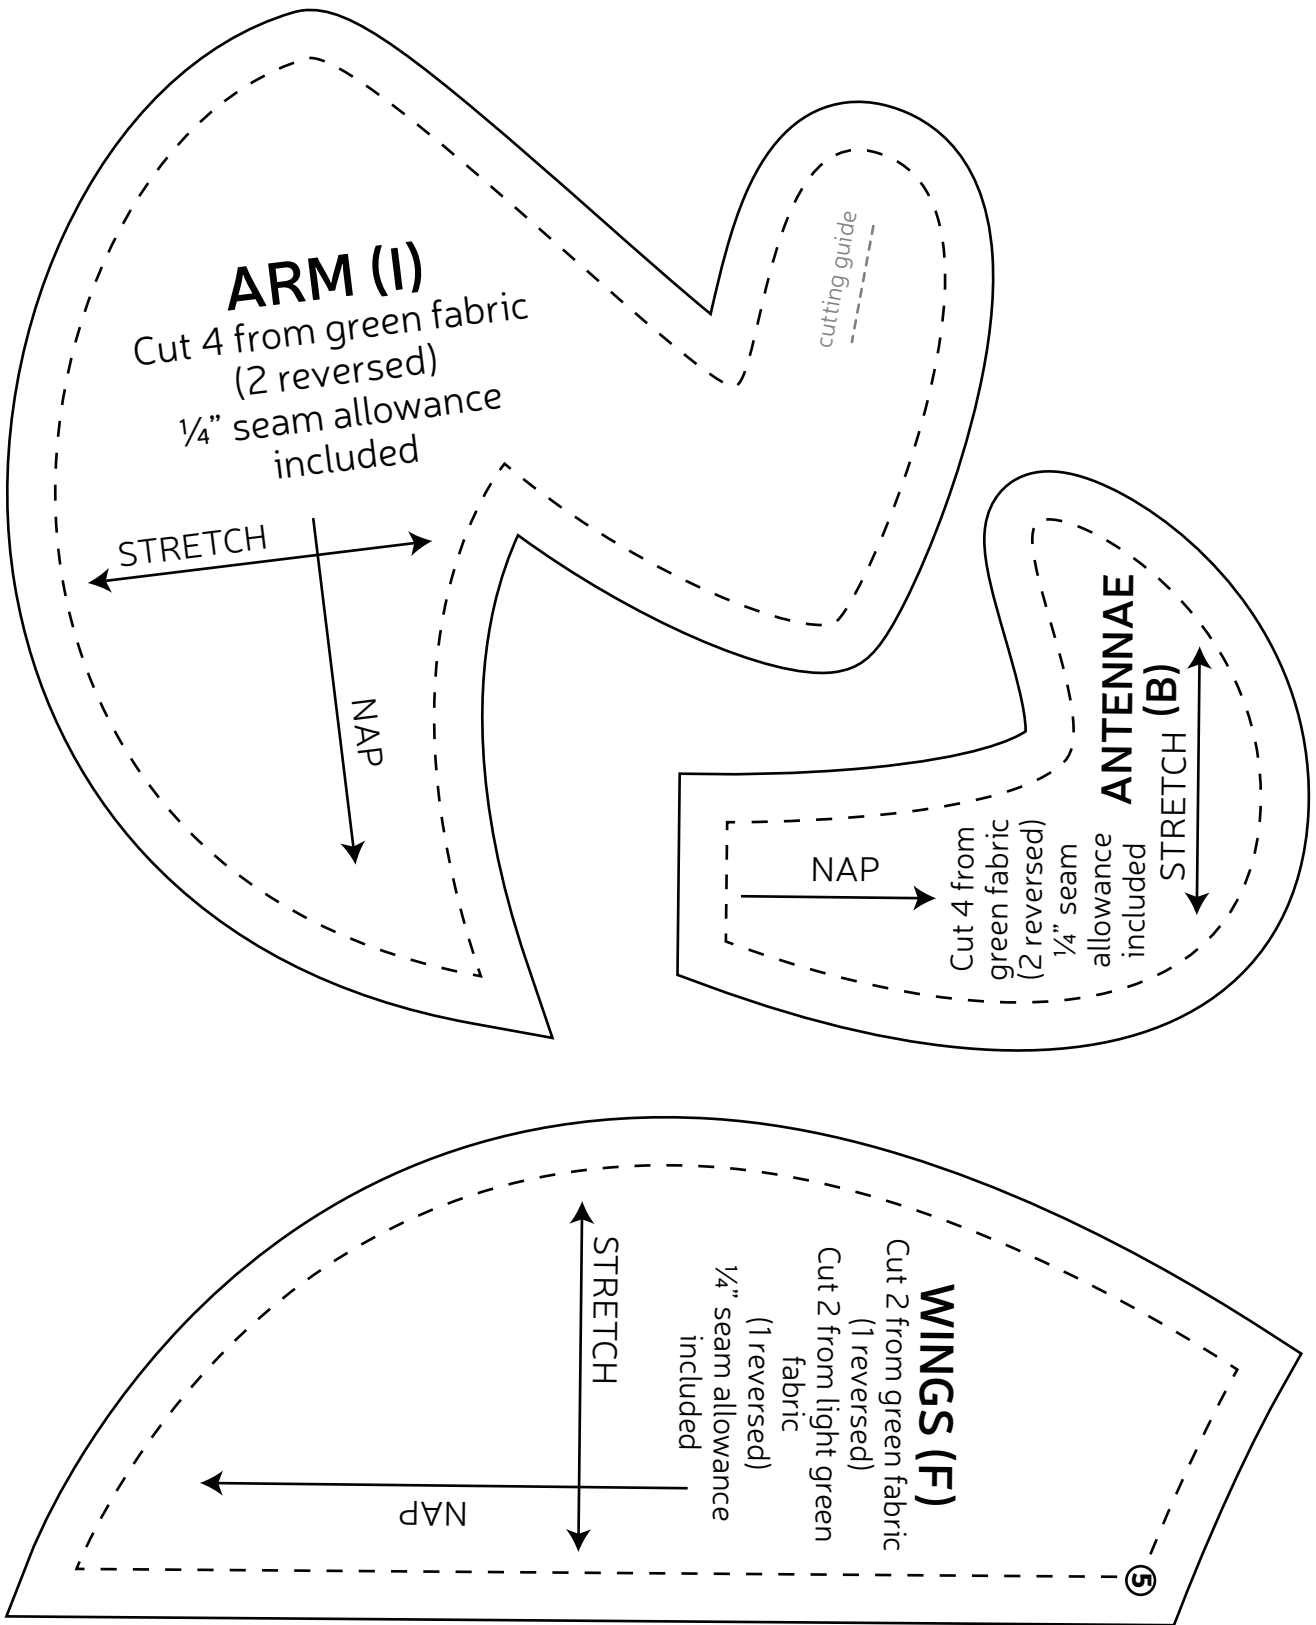 ARM (I)
Cut 4 from green fabric
(2 reversed)
¼” seam allowance
included
STRETCH
NAP
cutting guide
ANTENNAE
(B)
STRETCH
Cut 4 from
green fabric
(2 reversed)
¼” seam
allowance
included
NAP
WINGS (F)
Cut 2 from green fabric
(1 reversed)
Cut 2 from light green
fabric
(1 reversed)
¼” seam allowance
included
STRETCH
NAP
5